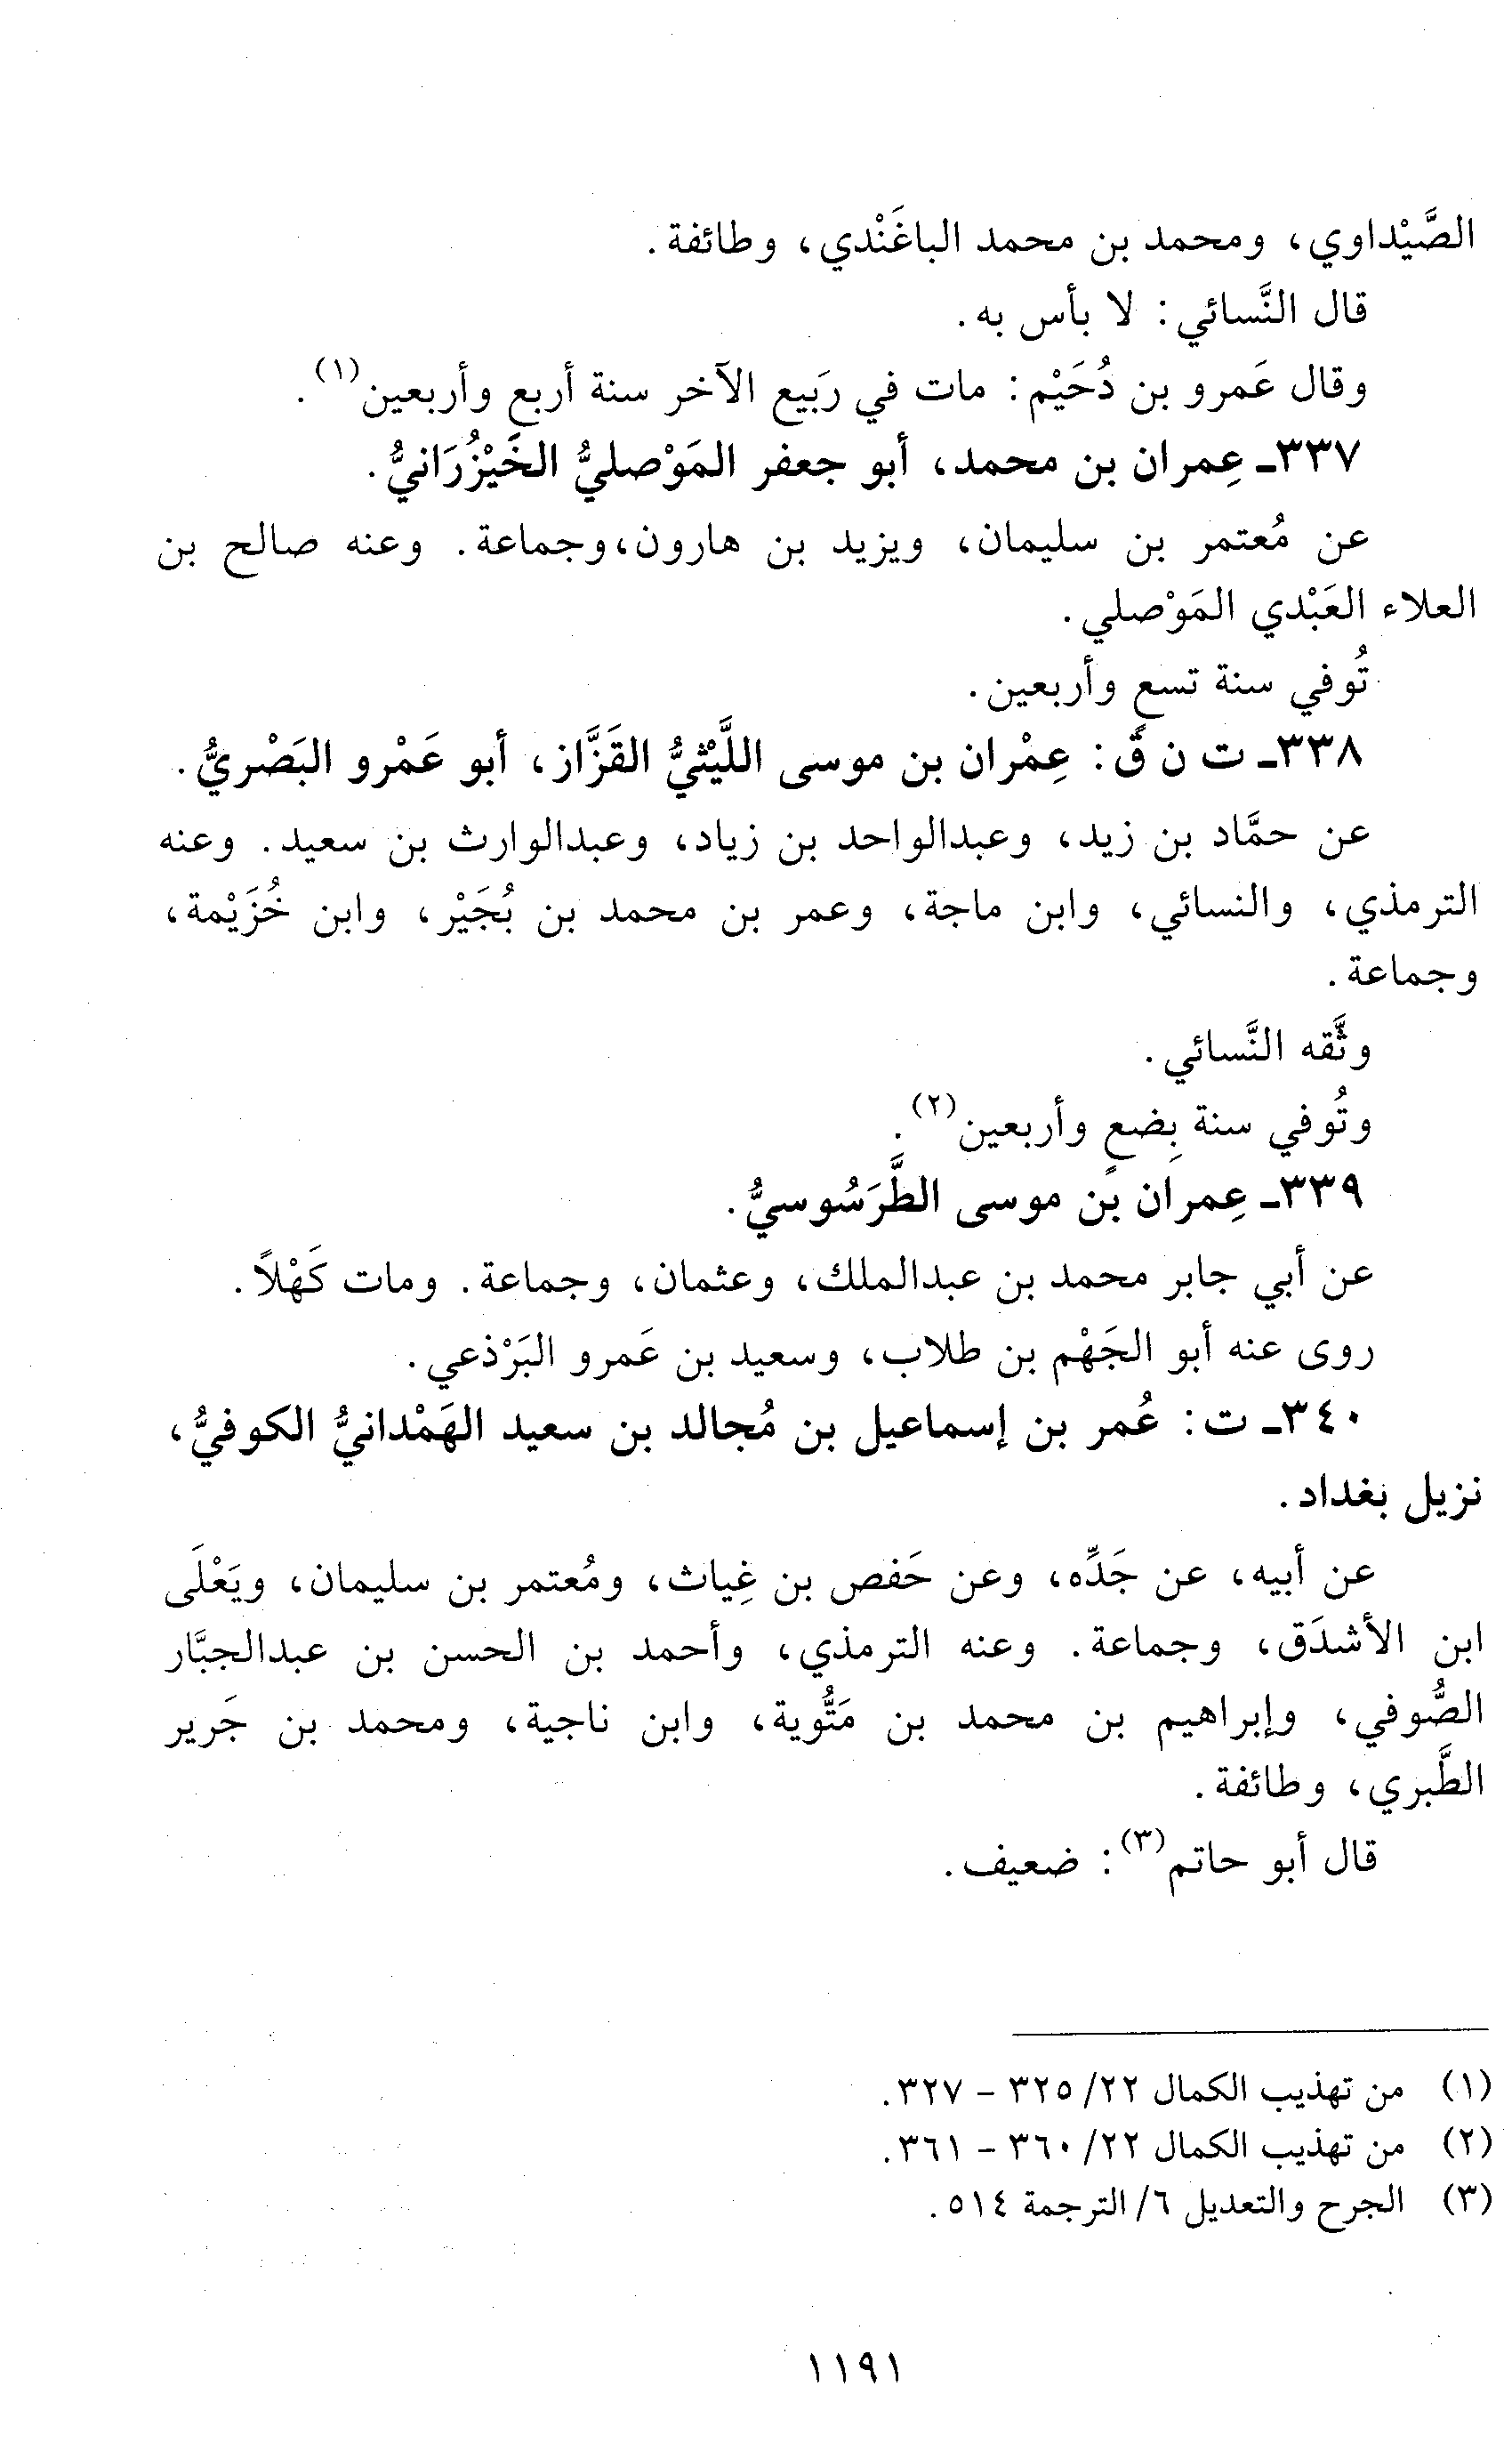 الصَّيْداوي، ومحمد بن محمد الباغَنْدي، وطائفة.
قال النَّسائي: لا بأس به.
وقال عَمرو بن دُحَيْم: مات في رَبيع الآخر سنة أربعٍ وأربعين(١).
٣٣٧ـ عِمران بن محمد، أبو جعفر المَوْصليُّ الخَيْزُرَانيُّ.
عن مُعتمر بن سليمان، ويزيد بن هارون،وجماعة. وعنه صالح بن
العلاء العَبْدي المَوْصلي.
تُوفي سنة تسعٍ وأربعين.
٣٣٨ـ ت ن ق: عِمْران بن موسى اللَّيْثيُّ القَزَّاز، أبو عَمْرو البَصْريُّ.
عن حمَّاد بن زيد، وعبدالواحد بن زياد، وعبدالوارث بن سعيد. وعنه
الترمذي، والنسائي، وابن ماجة، وعمر بن محمد بن بُجَيْر، وابن خُزَيْمة،
وجماعة.
وثَّقه النَّسائي.
وتُوفي سنة بِضعٍ وأربعين(٢).
٣٣٩ـ عِمران بن موسى الطَّرَسُوسيُّ.
عن أبي جابر محمد بن عبدالملك، وعثمان، وجماعة. ومات كَهْلاً.
روى عنه أبو الجَهْم بن طلاب، وسعيد بن عَمرو البَرْذعي.
٣٤٠ـ ت: عُمر بن إسماعيل بن مُجالد بن سعيد الهَمْدانيُّ الكوفيُّ،
نزيل بغداد.
عن أبيه، عن جَدِّه، وعن حَفص بن غِياث، ومُعتمر بن سليمان، ويَعْلَى
ابن الأشدَق، وجماعة. وعنه الترمذي، وأحمد بن الحسن بن عبدالجبَّار
الصُّوفي، وإبراهيم بن محمد بن مَتُّوية، وابن ناجية، ومحمد بن جَرير
الطَّبري، وطائفة.
قال أبو حاتم(٣): ضعيف.
(١) من تهذيب الكمال ٢٢/ ٣٢٥ - ٣٢٧.
(٢) من تهذيب الكمال ٢٢/ ٣٦٠ - ٣٦١.
(٣) الجرح والتعديل ٦/ الترجمة ٥١٤.
١١٩١